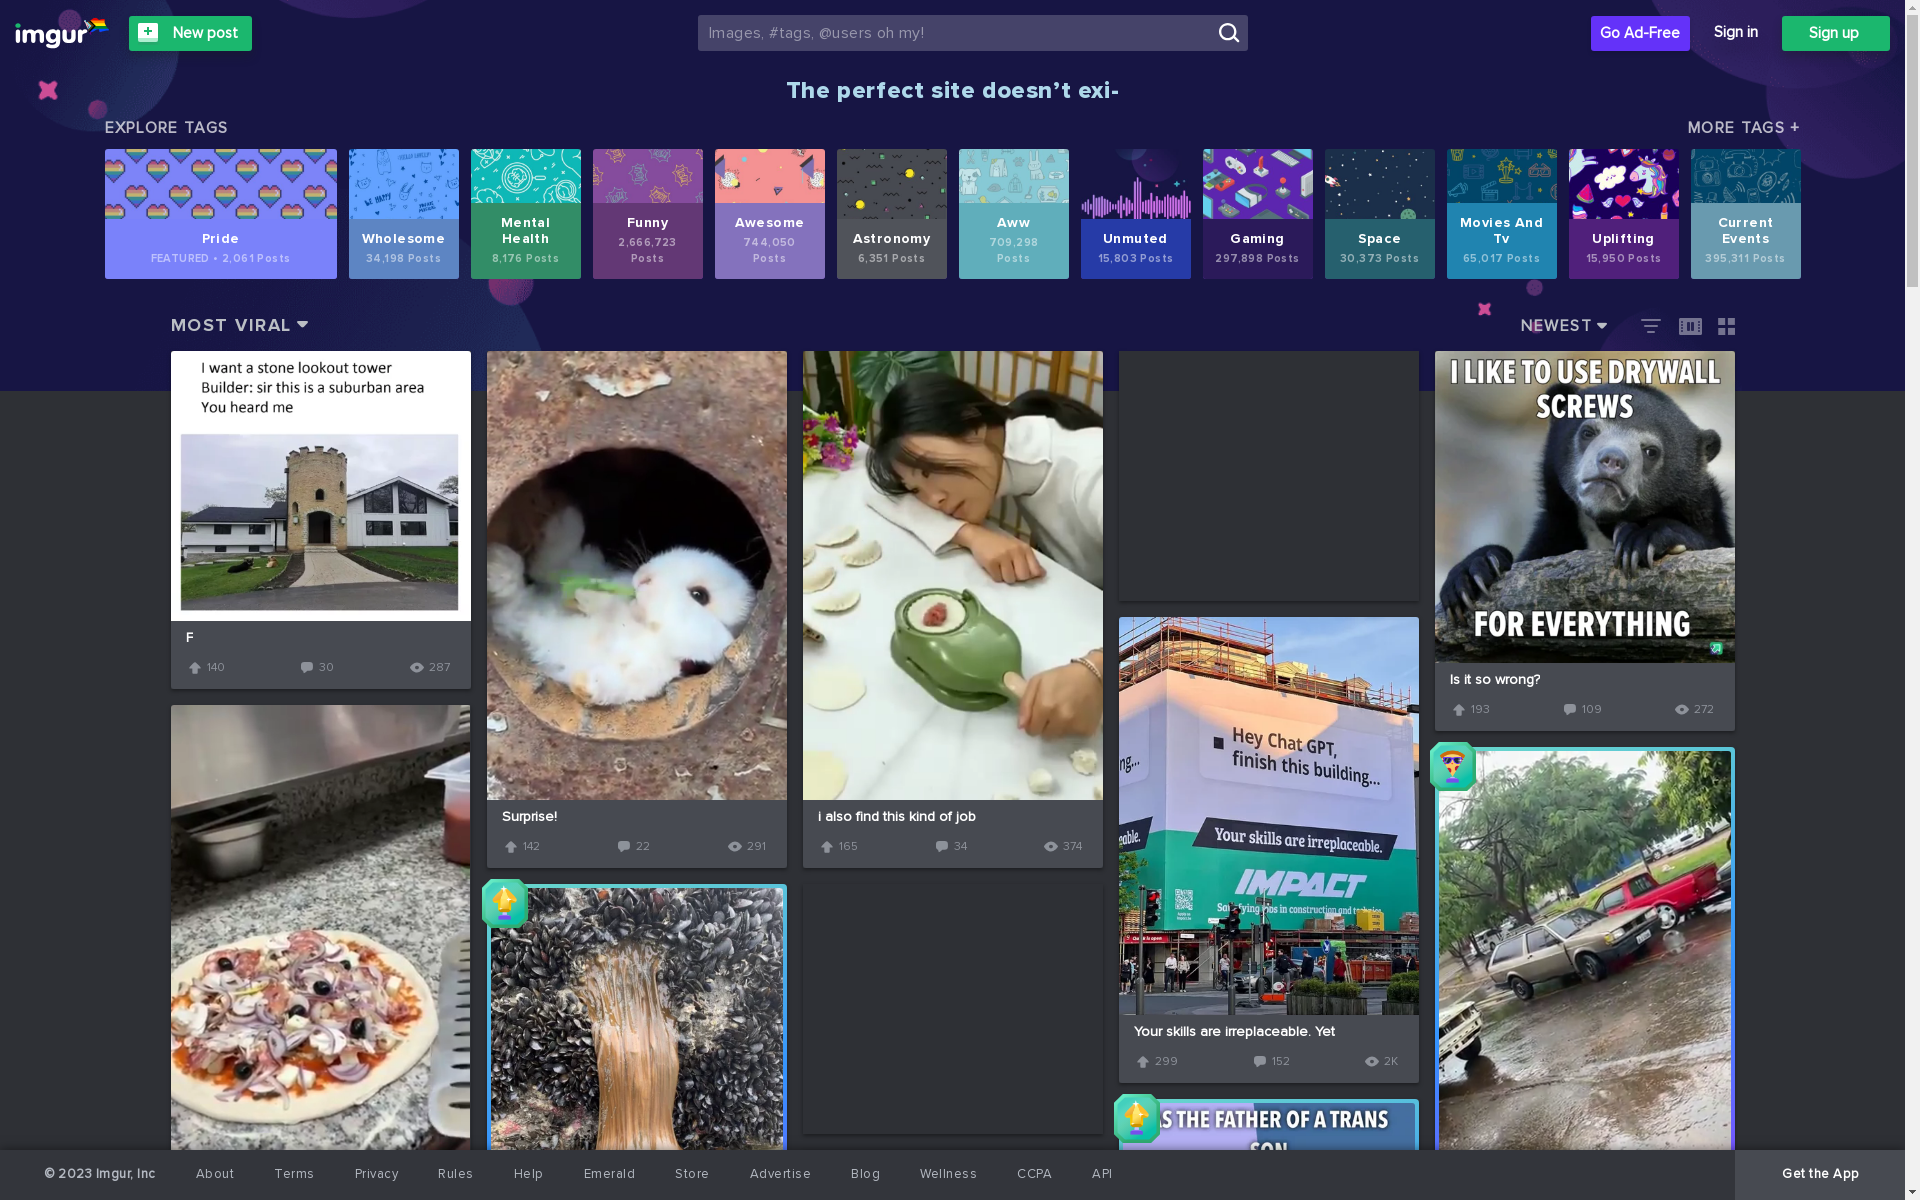 imgur
New post
Images, #tags, @users oh my!
Go Ad-Free
Sign in
Sign up
The perfect site doesn't exi-
EXPLORE TAGS
MORE TAGS +
Pride
FEATURED • 2,061 Posts
Wholesome
34,198 Posts
Mental
Health
8,176 Posts
Funny
2,666,723
Posts
Awesome
744,050
Posts
Astronomy
6,351 Posts
Aww
709,298
Posts
Unmuted
15,803 Posts
Gaming
297,898 Posts
Space
30,373 Posts
Movies And
Tv
65,017 Posts
Uplifting
15,950 Posts
Current
Events
395,311 Posts
MOST VIRAL
NEWEST
I want a stone lookout tower
Builder: sir this is a suburban area
You heard me
F
140
30
287
Surprise!
142
22
291
i also find this kind of job
165
34
374
ng...
Hey Chat GPT,
finish this building...
eable.
Your skills are irreplaceable.
IMPACT
Your skills are irreplaceable. Yet
299
152
2K
I LIKE TO USE DRYWALL
SCREWS
FOR EVERYTHING
Is it so wrong?
193
109
272
AS THE FATHER OF A TRANS
SON
© 2023 Imgur, Inc
About
Terms
Privacy
Rules
Help
Emerald
Store
Advertise
Blog
Wellness
CCPA
API
Get the App